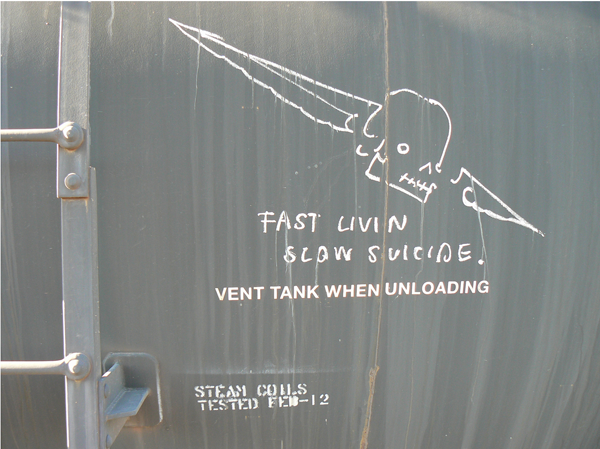 FAST LIVIN
SLOW SUICIDE.
VENT TANK WHEN UNLOADING
STEAM COILS
TESTED FEB-12